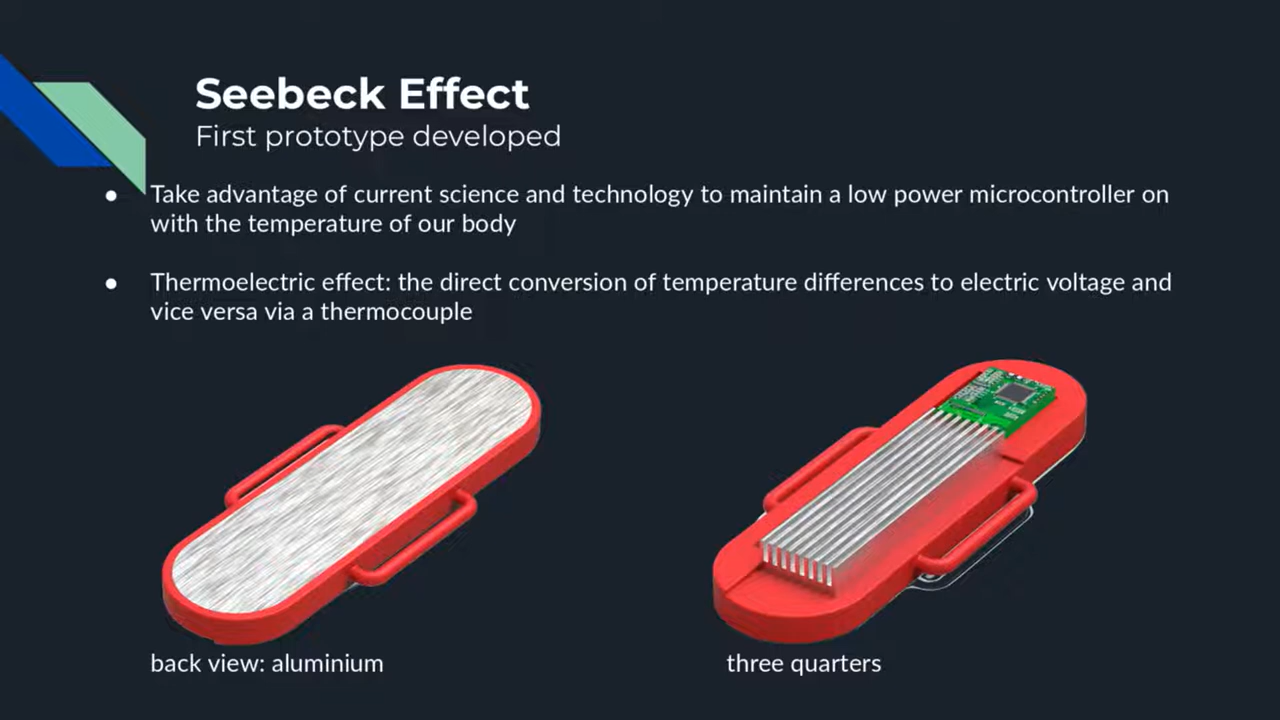 Seebeck Effect
First prototype developed
● Take advantage of current science and technology to maintain a low power microcontroller on
with the temperature of our body
● Thermoelectric effect: the direct conversion of temperature differences to electric voltage and
vice versa via a thermocouple
back view: aluminium
three quarters